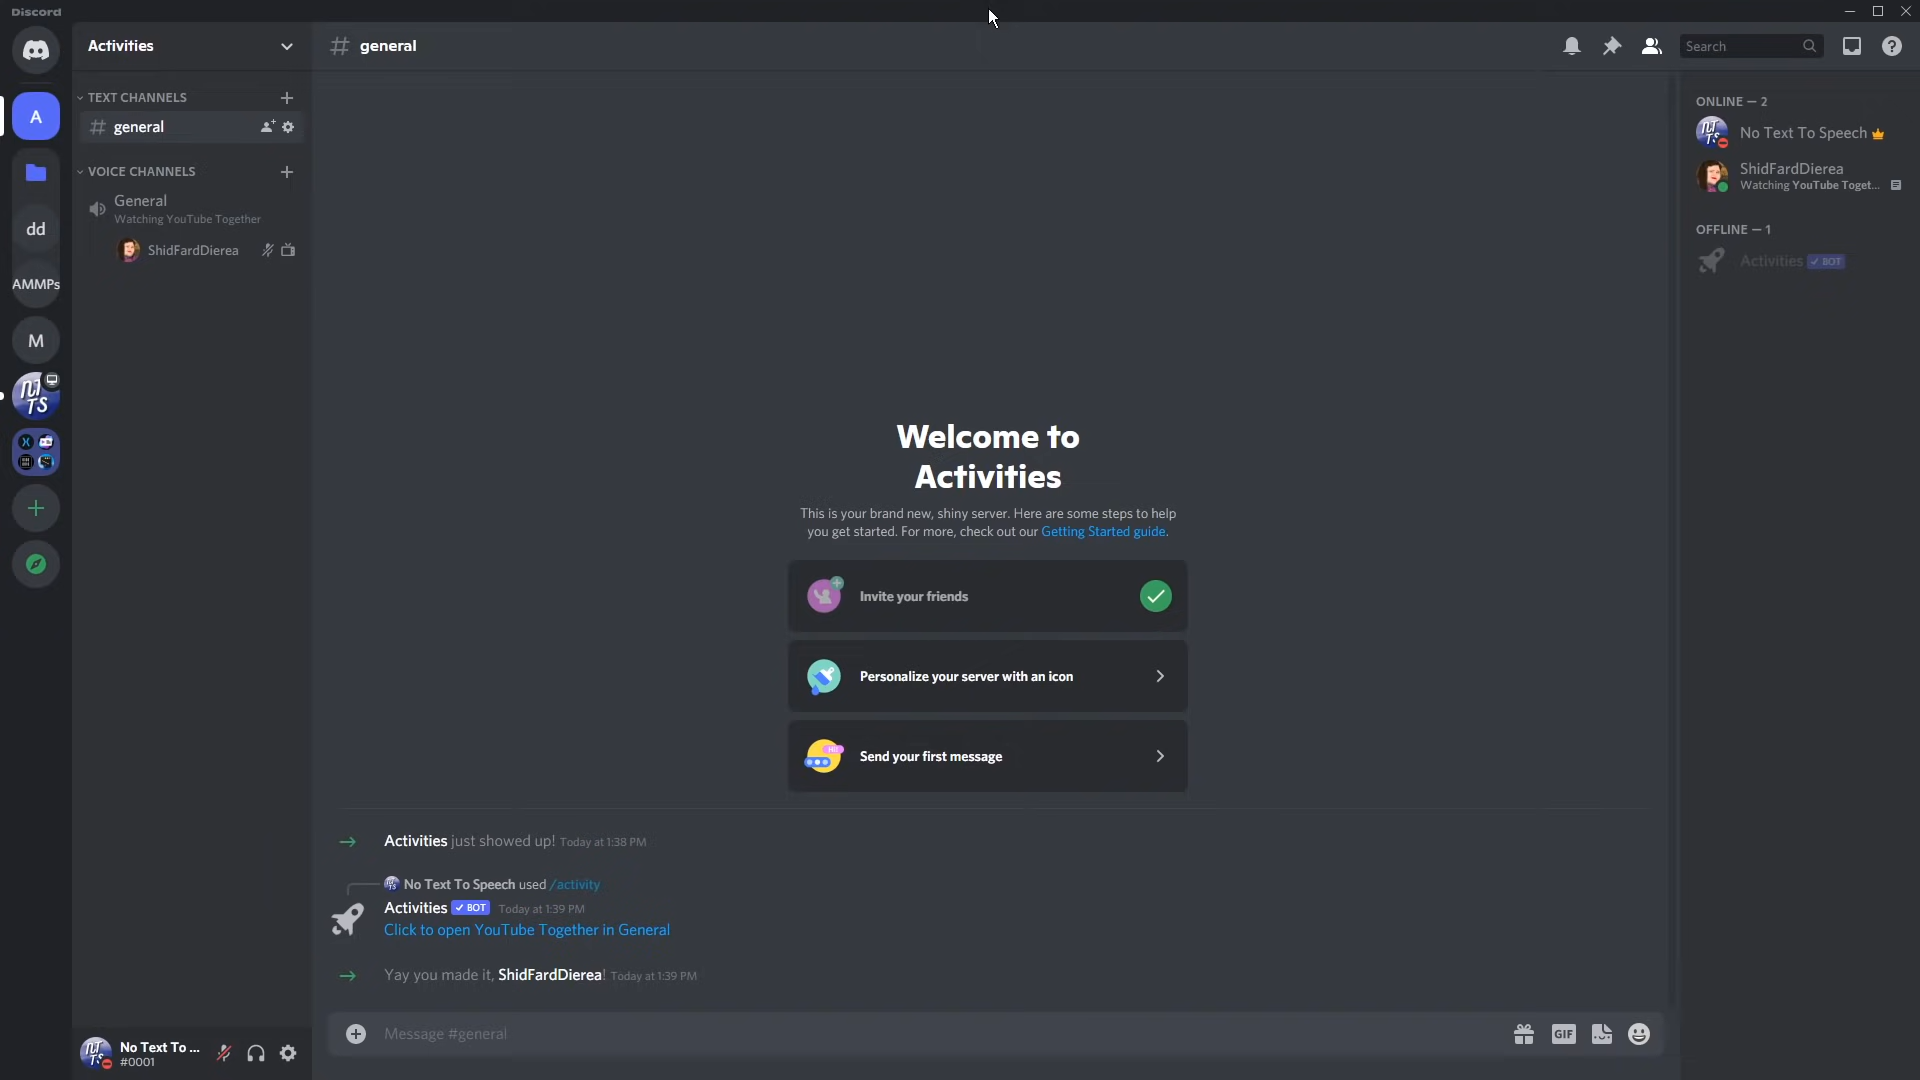 Discord
Activities
general
Search
TEXT CHANNELS
general
VOICE CHANNELS
General
Watching YouTube Together
ShidFardDierea
A
dd
AMMPs
M
NT
TS
ONLINE — 2
No Text To Speech
ShidFardDierea
Watching YouTube Toget...
OFFLINE — 1
Activities ✓ BOT
Welcome to
Activities
This is your brand new, shiny server. Here are some steps to help
you get started. For more, check out our Getting Started guide.
Invite your friends
Personalize your server with an icon
Send your first message
Activities just showed up! Today at 1:38 PM
No Text To Speech used /activity
Activities ✓ BOT Today at 1:39 PM
Click to open YouTube Together in General
Yay you made it, ShidFardDierea! Today at 1:39 PM
Message #general
GIF
No Text To ...
#0001